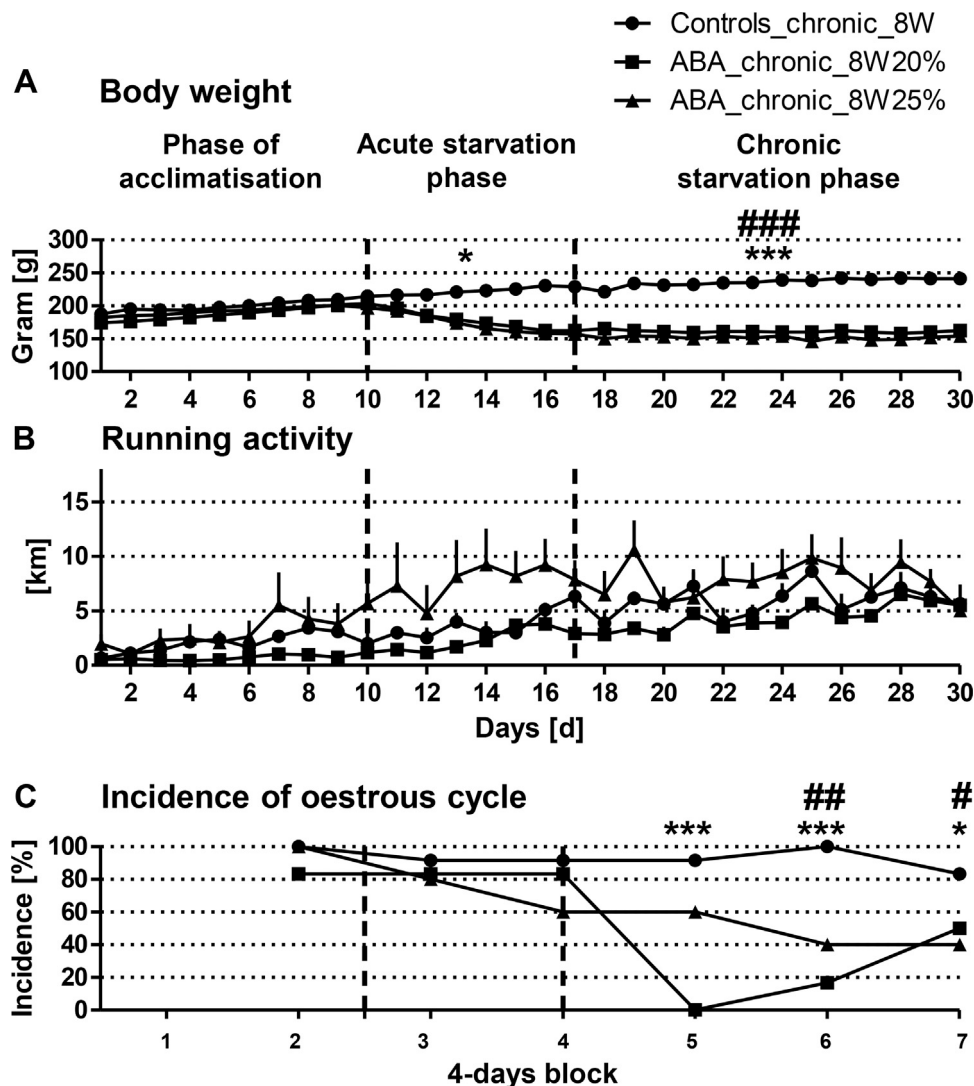 Controls_chronic_8W
ABA_chronic_8W20%
ABA_chronic_8W25%
A Body weight
Phase of acclimatisation
Acute starvation phase
Chronic starvation phase
###
* ***
Gram [g]
300
250
200
150
100
2 4 6 8 10 12 14 16 18 20 22 24 26 28 30
B Running activity
[km]
15
10
5
0
2 4 6 8 10 12 14 16 18 20 22 24 26 28 30
Days [d]
C Incidence of oestrous cycle
## #
*** *** *
Incidence [%]
100
80
60
40
20
0
1 2 3 4 5 6 7
4-days block